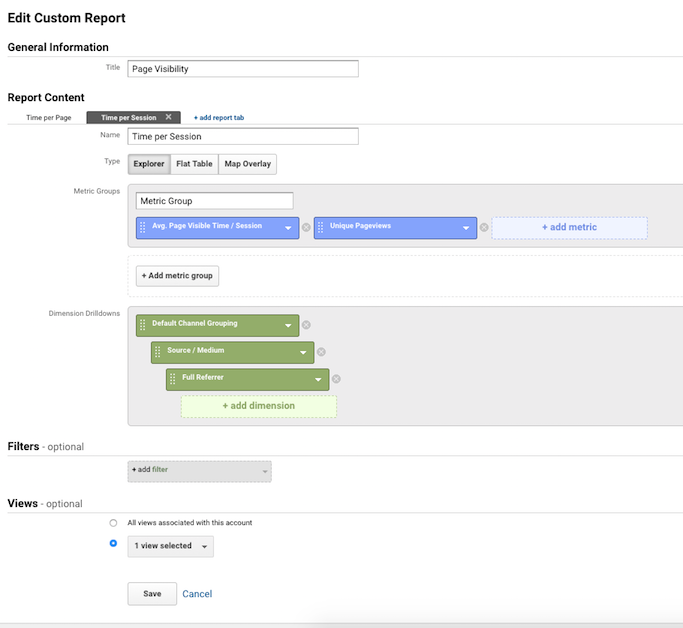 Edit Custom Report
General Information
Title Page Visibility
Report Content
Time per Page Time per Session + add report tab
Name Time per Session
Type Explorer Flat Table Map Overlay
Metric Groups
Metric Group
Avg. Page Visible Time / Session Unique Pageviews + add metric
+ Add metric group
Dimension Drilldowns
Default Channel Grouping
Source / Medium
Full Referrer
+ add dimension
Filters - optional
+ add filter
Views - optional
All views associated with this account
1 view selected
Save Cancel